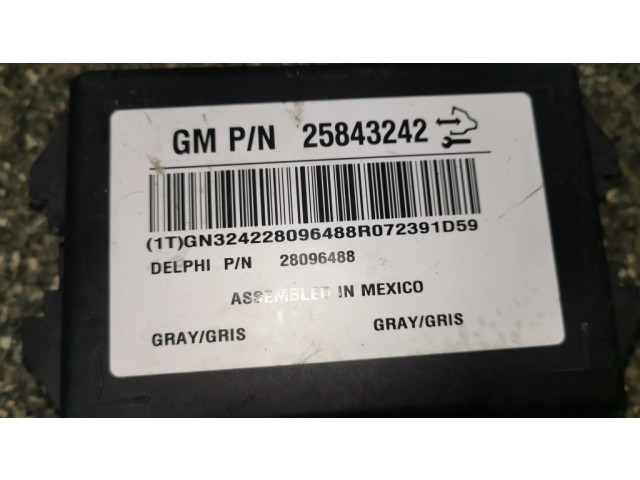 GM P/N 25843242
(1T)GN324228096488R072391D59
DELPHI P/N 28096488
ASSEMBLED IN MEXICO
GRAY/GRIS GRAY/GRIS